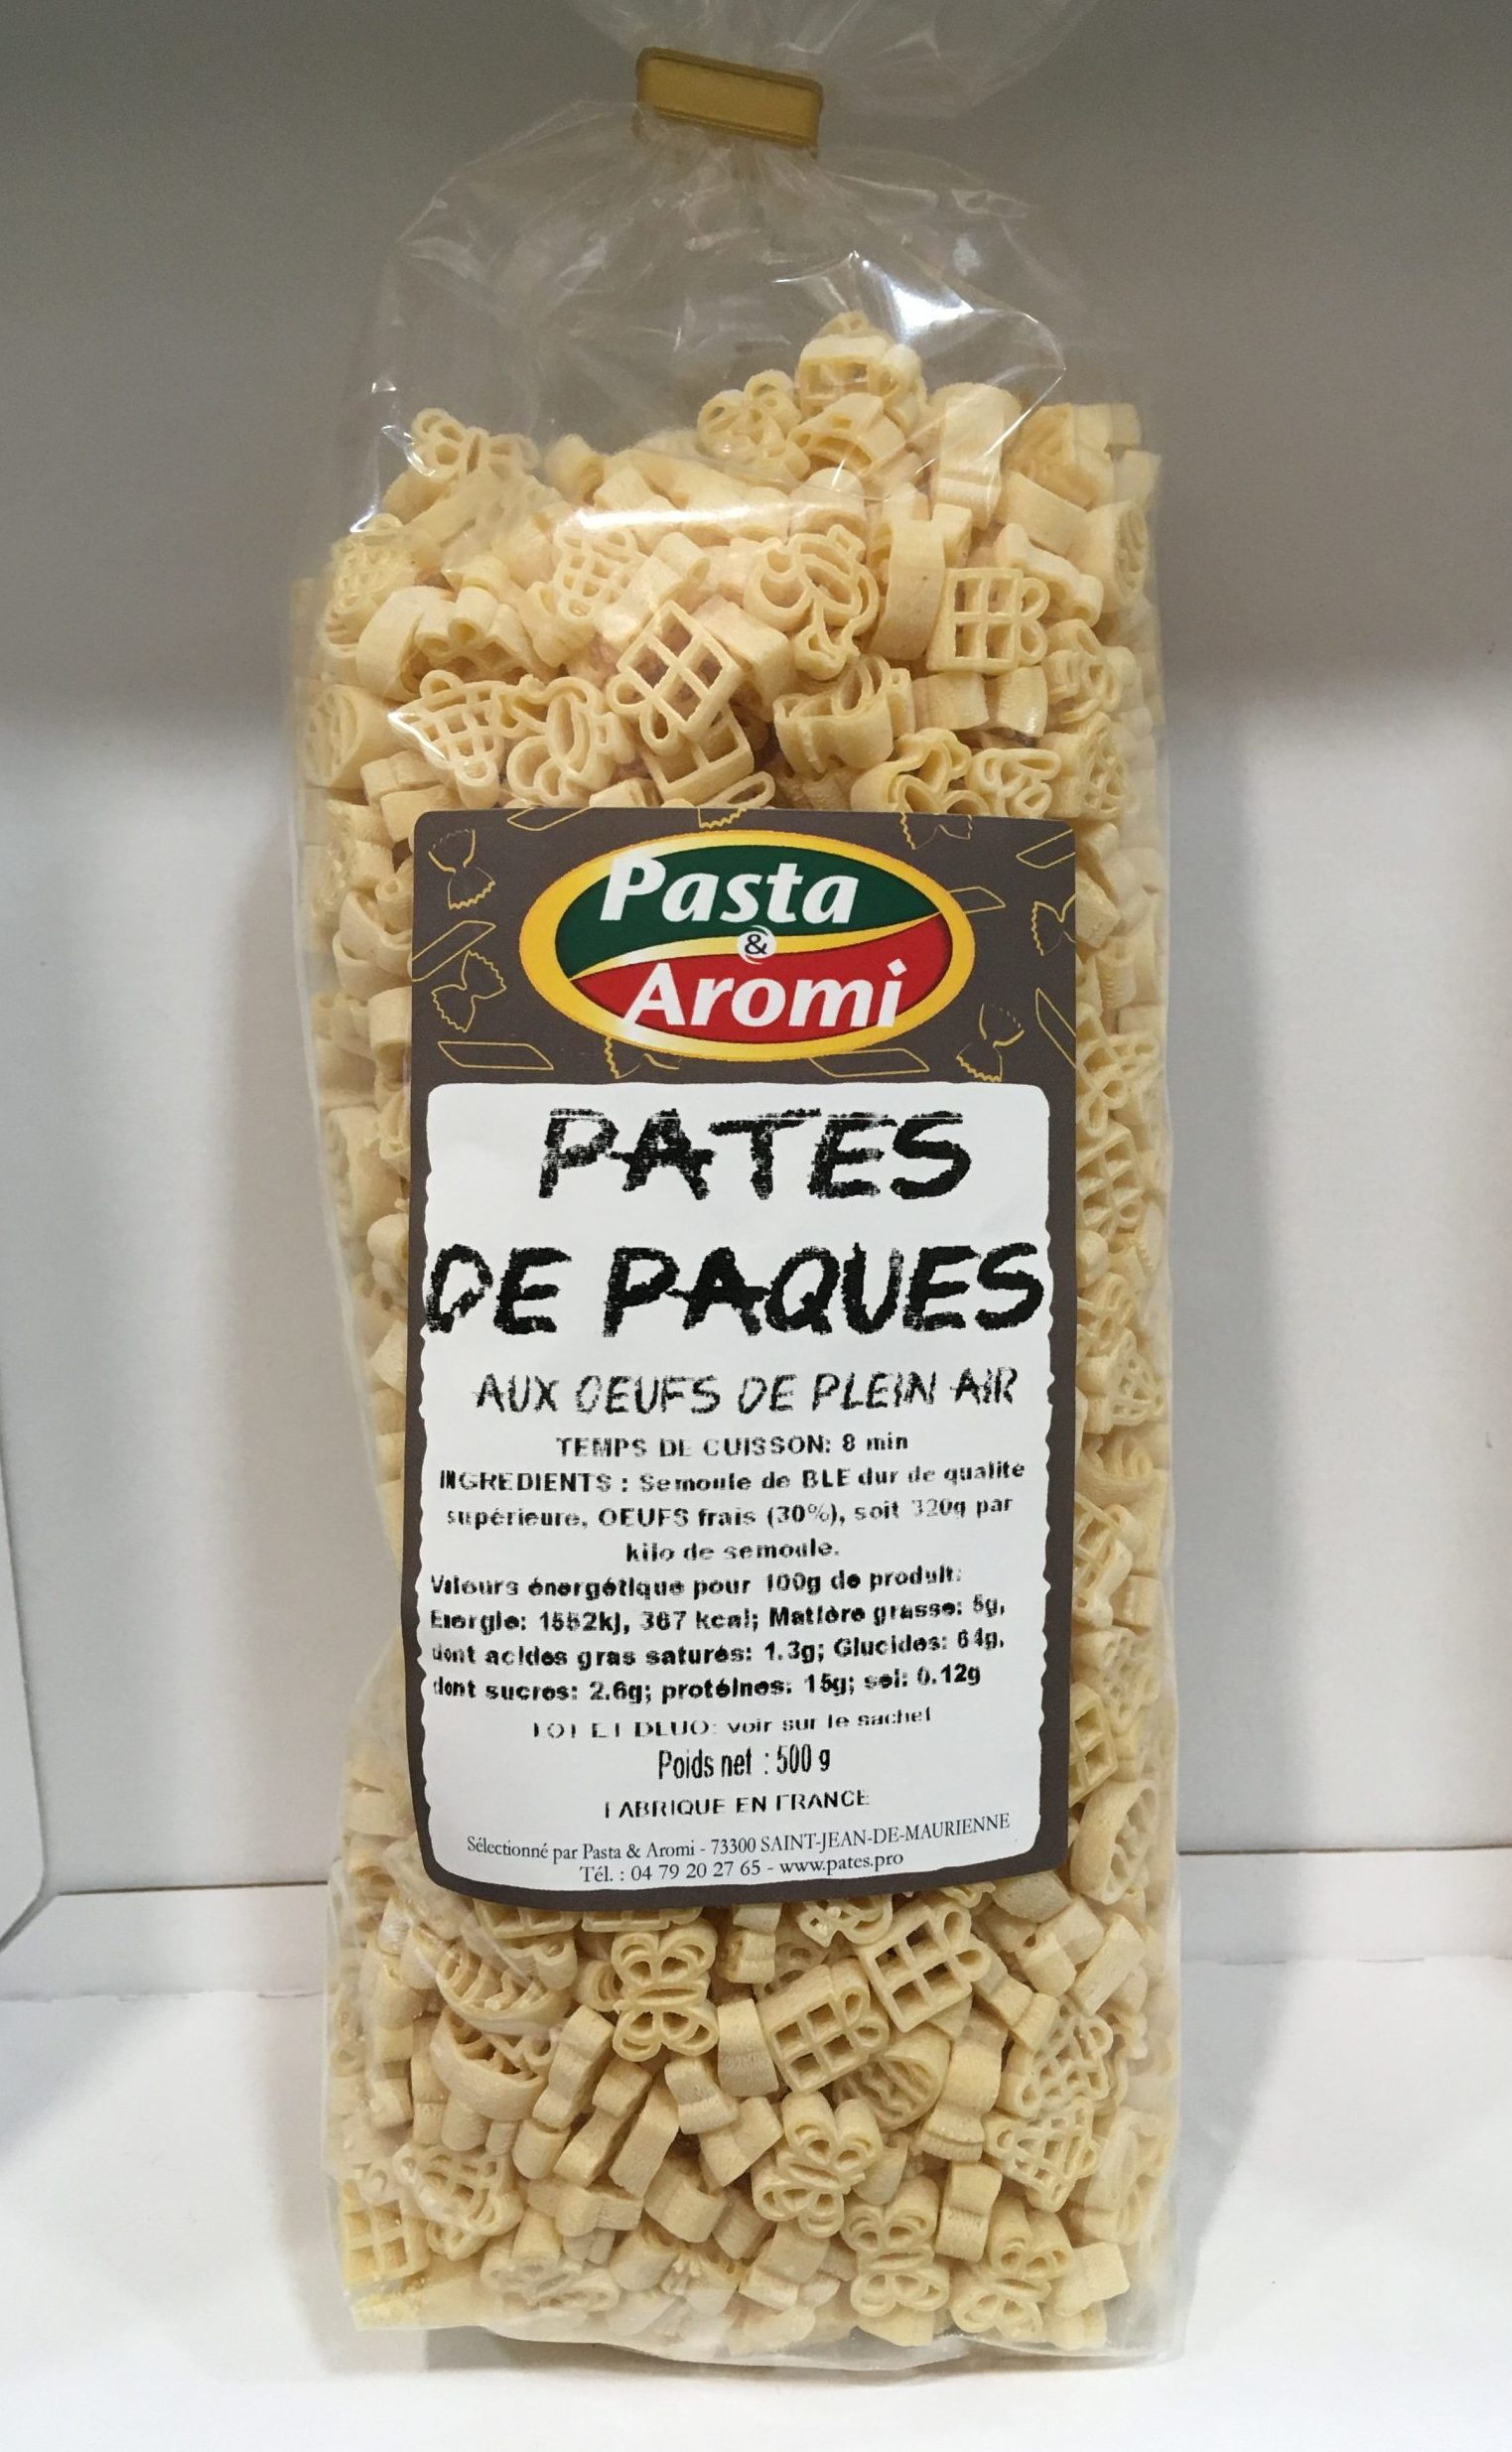 Pasta
&
Aromi
PATES
DE PAQUES
AUX OEUFS DE PLEIN AIR
TEMPS DE CUISSON: 8 min
INGREDIENTS : Semoule de BLE dur de qualité
supérieure, OEUFS frais (30%), soit 320g par
kilo de semoule.
Valeurs énergétique pour 100g de produit:
Energie: 1552kj, 367 kcal; Matière grasse: 5g,
dont acides gras saturés: 1.3g; Glucides: 64g,
dont sucres: 2.6g; protéines: 15g; sel: 0.12g
LOT ET DLUO: voir sur le sachet
Poids net : 500 g
FABRIQUE EN FRANCE
Sélectionné par Pasta & Aromi - 73300 SAINT-JEAN-DE-MAURIENNE
Tél. : 04 79 20 27 65 - www.pates.pro